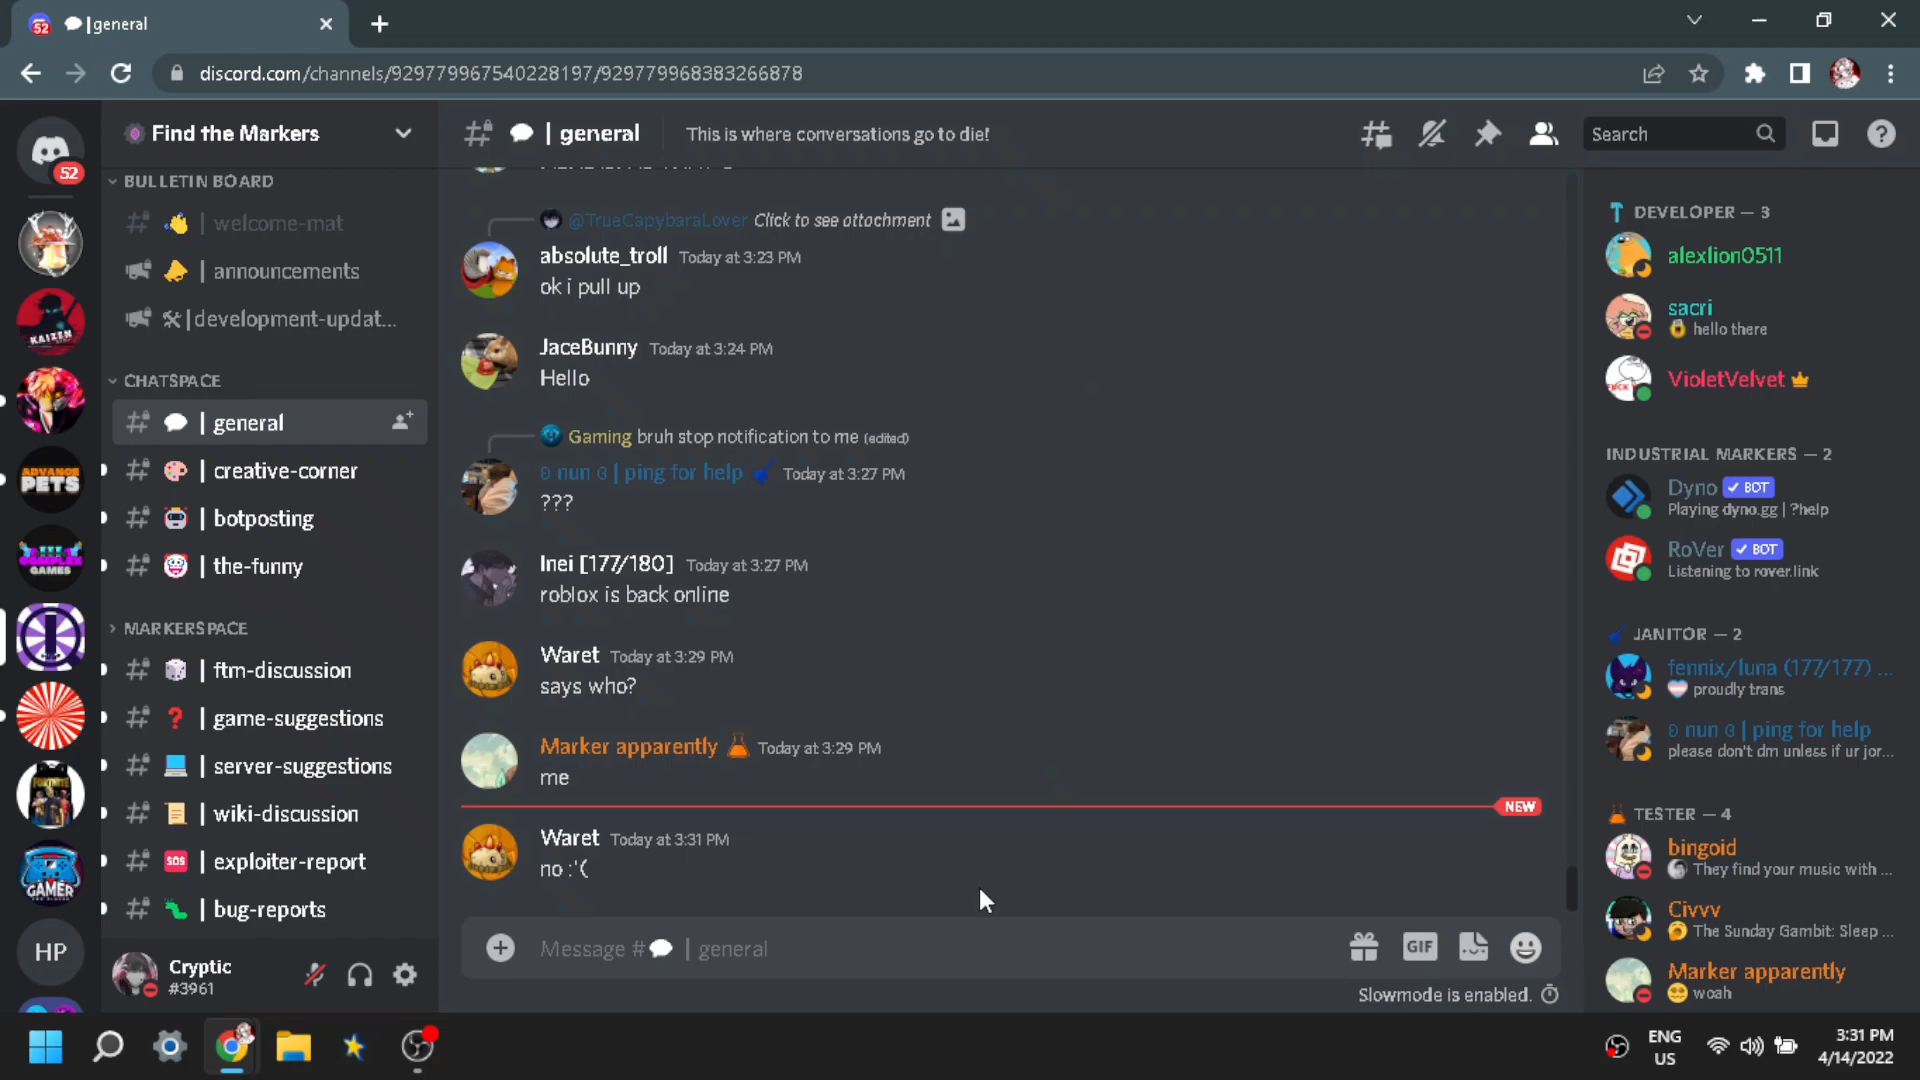 52
| general
discord.com/channels/929779967540228197/929779968383266878
52
KAIZEN
ADVANCE
PETS
COMPLEX
GAMES
GAMER
HP
Find the Markers
BULLETIN BOARD
| welcome-mat
| announcements
|development-updat...
CHATSPACE
| general
| creative-corner
| botposting
| the-funny
MARKERSPACE
| ftm-discussion
| game-suggestions
| server-suggestions
| wiki-discussion
SOS | exploiter-report
| bug-reports
Cryptic
#3961
| general
This is where conversations go to die!
Search
@TrueCapybaraLover Click to see attachment
absolute_troll Today at 3:23 PM
ok i pull up
JaceBunny Today at 3:24 PM
Hello
Gaming bruh stop notification to me (edited)
nun | ping for help Today at 3:27 PM
???
Inei [177/180] Today at 3:27 PM
roblox is back online
Waret Today at 3:29 PM
says who?
Marker apparently Today at 3:29 PM
me
NEW
Waret Today at 3:31 PM
no :'(
Message # | general
GIF
Slowmode is enabled.
DEVELOPER — 3
alexlion0511
sacri
hello there
VioletVelvet
INDUSTRIAL MARKERS — 2
Dyno BOT
Playing dyno.gg | ?help
RoVer BOT
Listening to rover.link
JANITOR — 2
fennix/luna (177/177) ...
proudly trans
nun | ping for help
please don't dm unless if ur jor...
TESTER — 4
bingoid
They find your music with ...
Civvv
The Sunday Gambit: Sleep ...
Marker apparently
woah
ENG
US
3:31 PM
4/14/2022